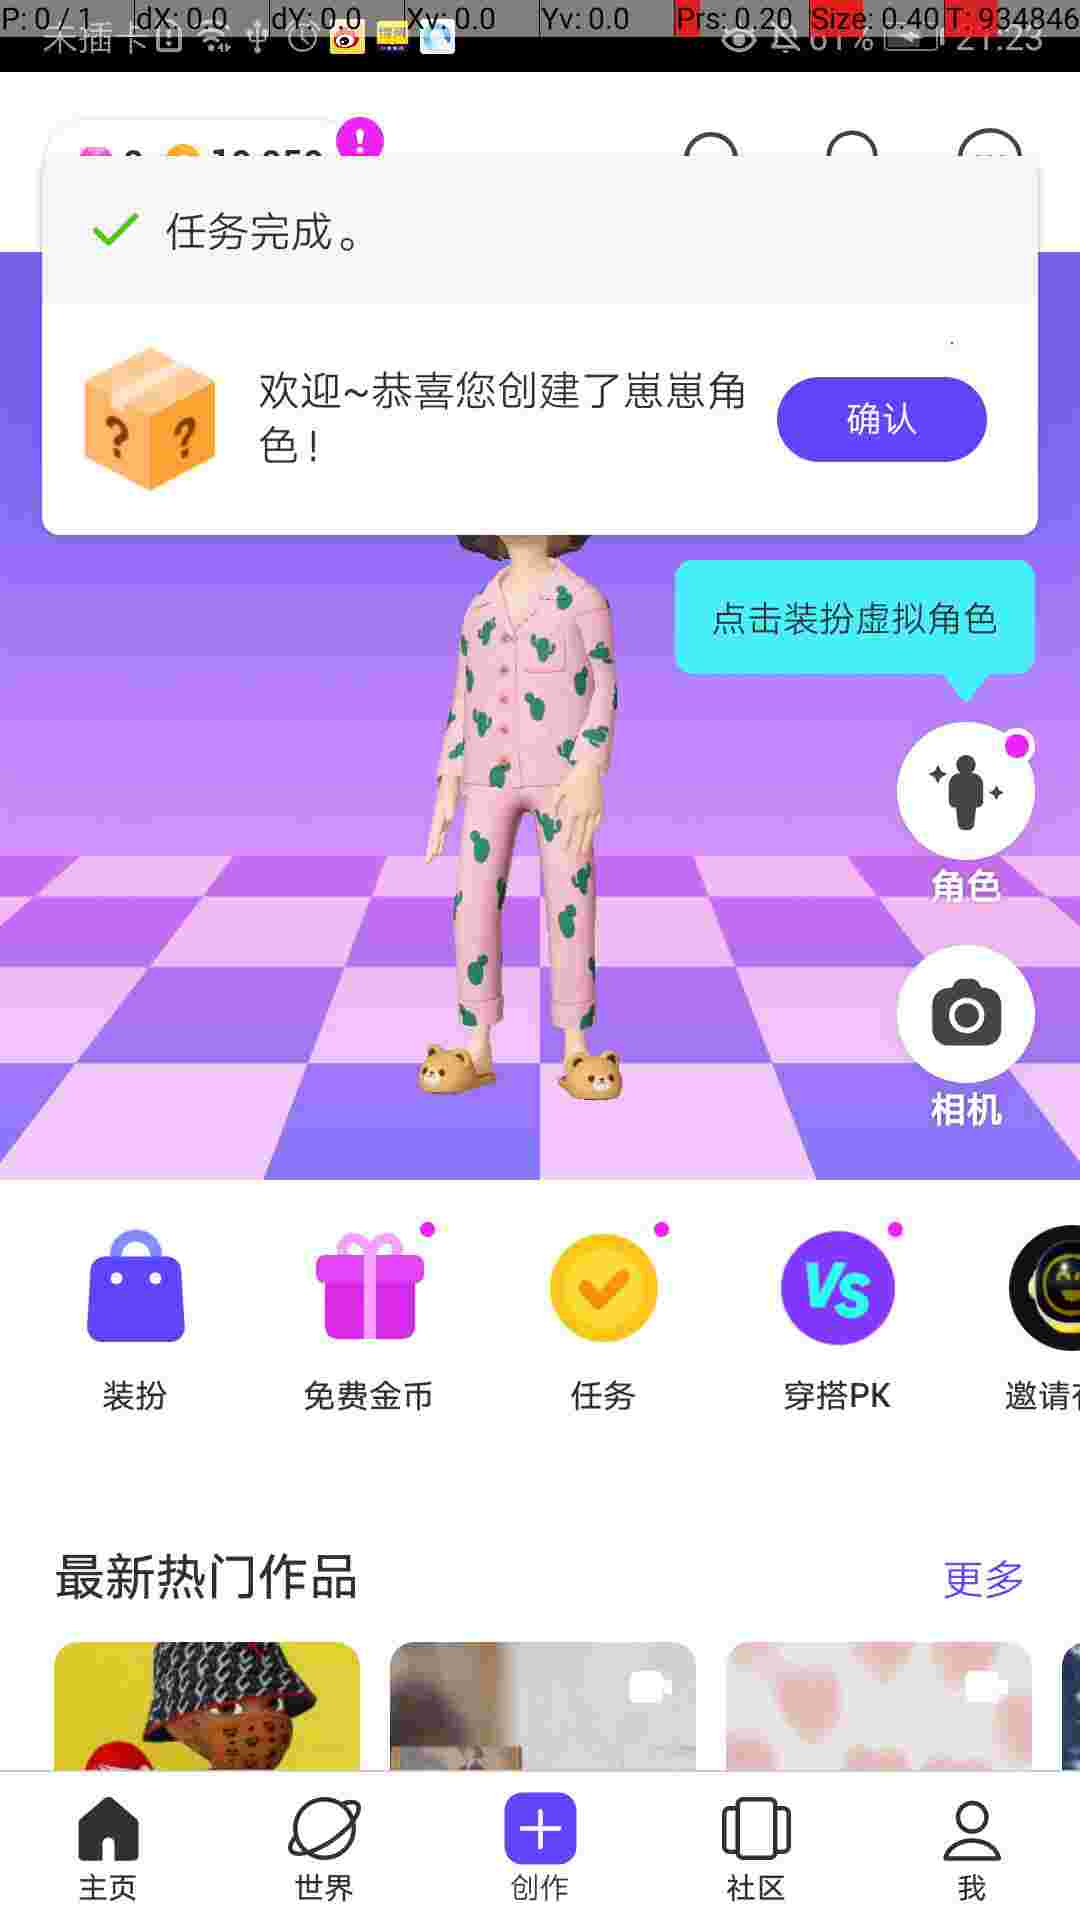 P: 0 / 1 dX: 0.0 dY: 0.0 Xv: 0.0 Yv: 0.0 Prs: 0.20 Size: 0.40 T: 934846
未插卡 61% 21:23
任务完成。
欢迎~恭喜您创建了崽崽角
色！
确认
点击装扮虚拟角色
角色
相机
VS
装扮 免费金币 任务 穿搭PK 邀请
最新热门作品 更多
主页 世界 创作 社区 我